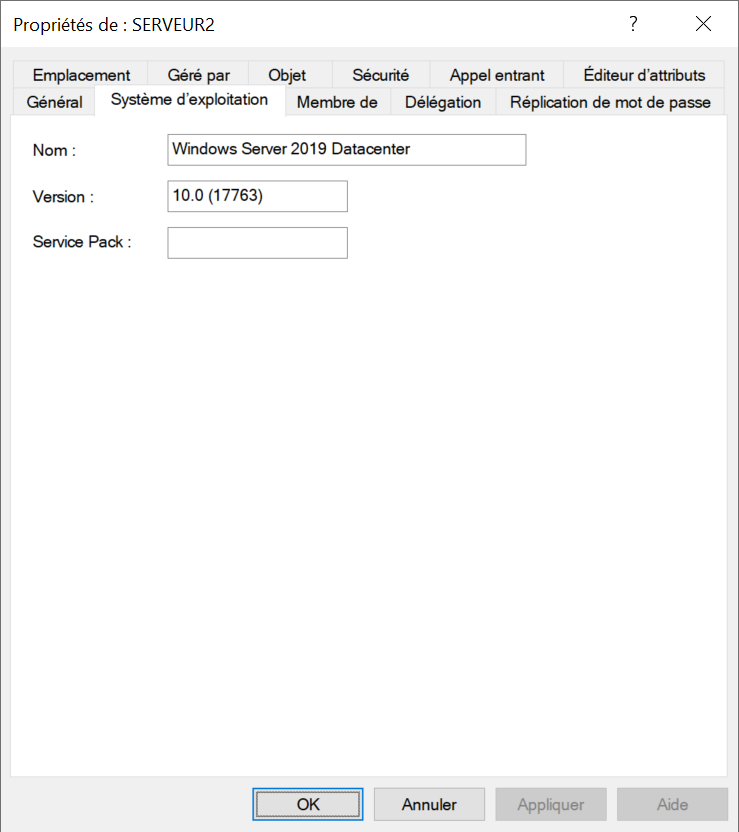 Propriétés de : SERVEUR2 ?
Emplacement Géré par Objet Sécurité Appel entrant Éditeur d'attributs
Général Système d'exploitation Membre de Délégation Réplication de mot de passe
Nom : Windows Server 2019 Datacenter
Version : 10.0 (17763)
Service Pack :
OK Annuler Appliquer Aide